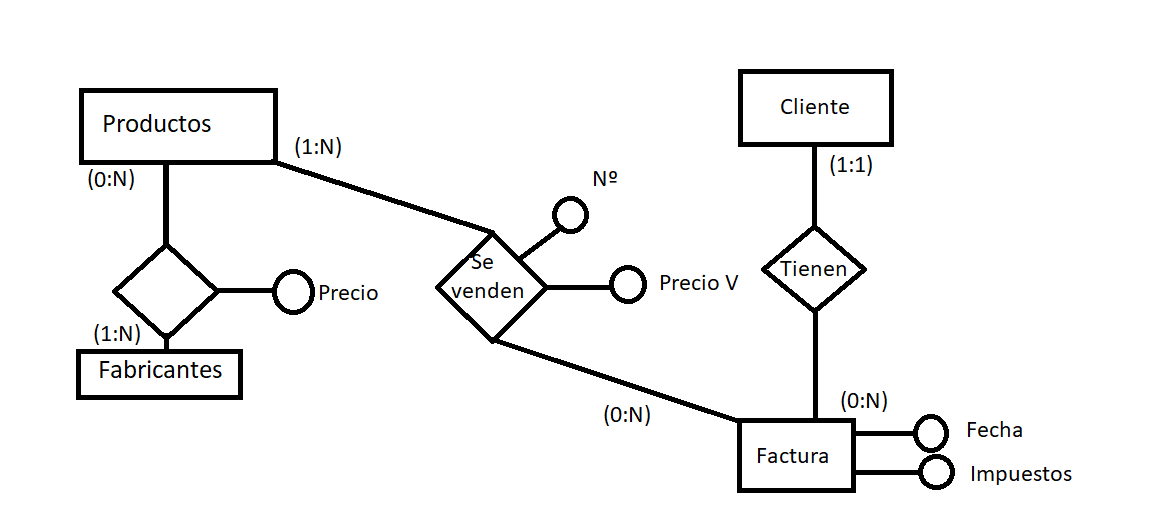 Productos
(1:N)
(0:N)
Cliente
(1:1)
Nº
Se
venden
Precio V
Tienen
Precio
(1:N)
Fabricantes
(0:N)
(0:N)
Factura
Fecha
Impuestos